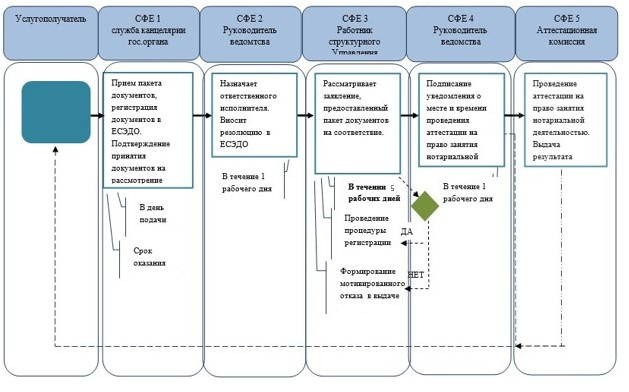 Услугополучатель
СФЕ 1
служба канцелярии
гос.органа
СФЕ 2
Руководитель
ведомтсва
СФЕ 3
Работник
структурного
Управления
СФЕ 4
Руководитель
ведомства
СФЕ 5
Аттестационная
комиссия
Прием пакета
документов,
регистрация
документов в
ЕСЭДО.
Подтверждение
принятия
документов на
рассмотрение
Назначает
ответственного
исполнителя.
Вносит
резолюцию в
ЕСЭДО
Рассматривает
заявление,
предоставленный
пакет документов
на соответствие.
Подписание
уведомления о
месте и времени
проведения
аттестации на
право занятия
нотариальной
Проведение
аттестации на
право занятия
нотариальной
деятельностью.
Выдача
результата
В день
подачи
Срок
оказания
В течение 1
рабочего дня
В течении 5
рабочих дней
Проведение
процедуры
регистрации
Формирование
мотивированного
отказа в выдаче
ДА
НЕТ
В течение 1
рабочего дня